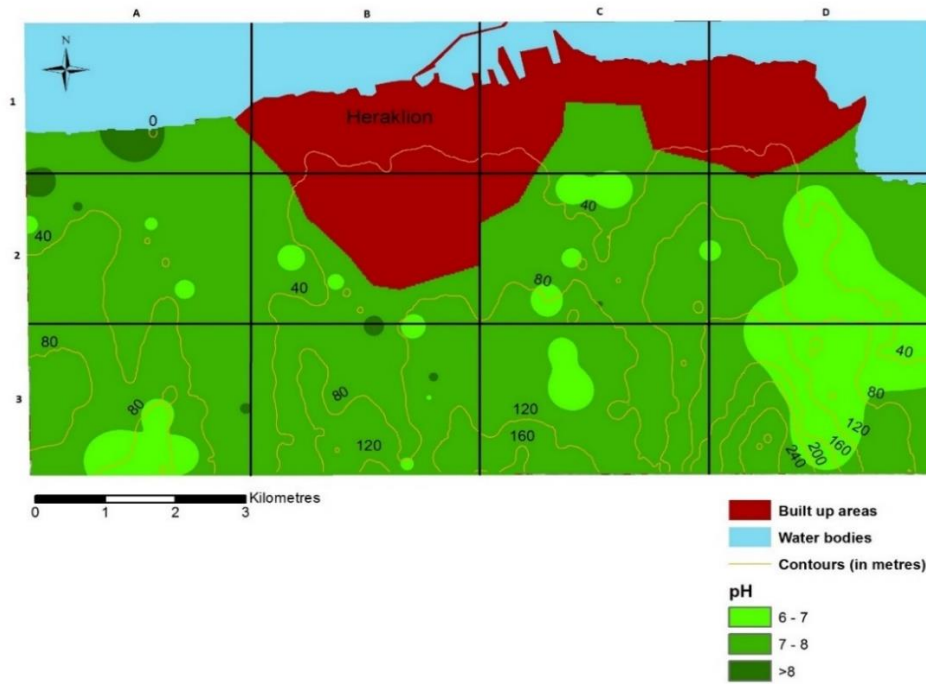 A B C D
N
1
0
Heraklion
40
2
40
80
40
80
40
3
80
80
120
120
160
80
120
160
200
240
Kilometres
0 1 2 3
Built up areas
Water bodies
Contours (in metres)
pH
6 - 7
7 - 8
>8